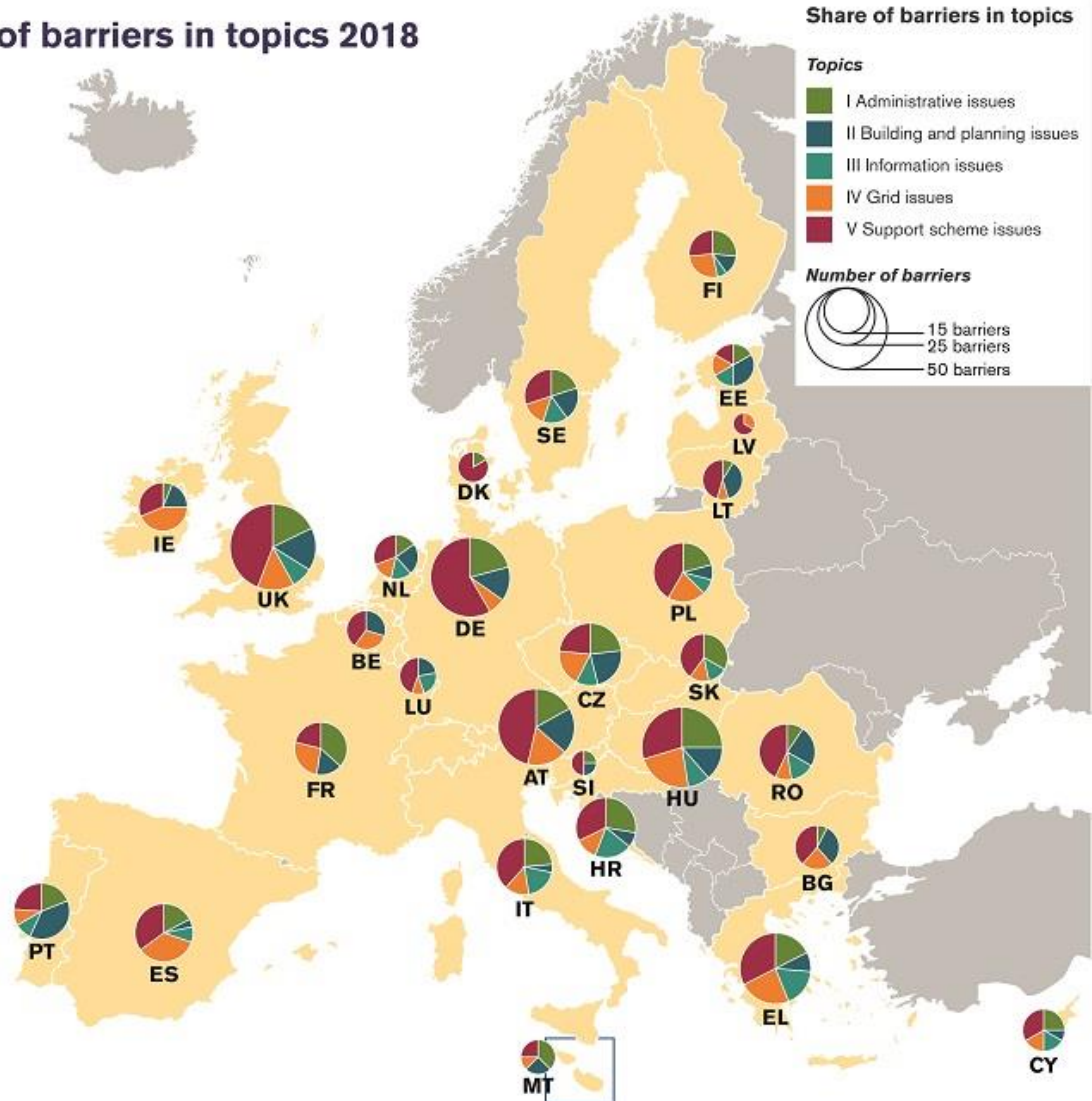 of barriers in topics 2018
Share of barriers in topics
Topics
I Administrative issues
II Building and planning issues
III Information issues
IV Grid issues
V Support scheme issues
Number of barriers
15 barriers
25 barriers
50 barriers
FI
EE
SE
LV
DK
LT
IE
UK
NL
DE
PL
BE
LU
CZ
SK
FR
AT
SI
HU
RO
HR
BG
IT
PT
ES
EL
CY
MT